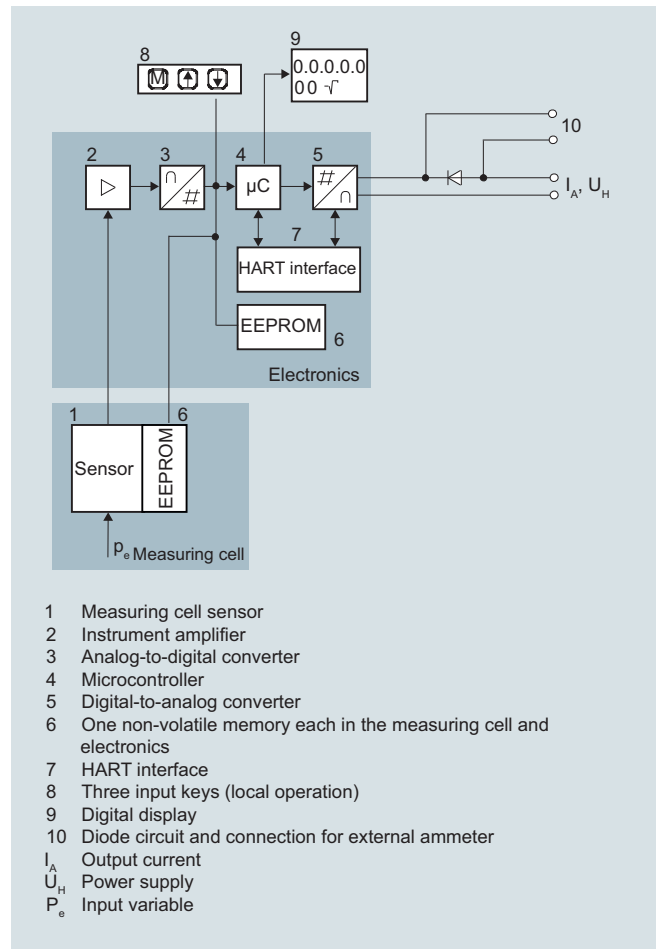 8
9
M
0.0.0.0.0
00 √
10
2
3
4
5
∩
#
µC
#
∩
I_A, U_H
7
HART interface
EEPROM
6
Electronics
1
6
Sensor
EEPROM
p_e Measuring cell
1 Measuring cell sensor
2 Instrument amplifier
3 Analog-to-digital converter
4 Microcontroller
5 Digital-to-analog converter
6 One non-volatile memory each in the measuring cell and
electronics
7 HART interface
8 Three input keys (local operation)
9 Digital display
10 Diode circuit and connection for external ammeter
I_A Output current
U_H Power supply
P_e Input variable